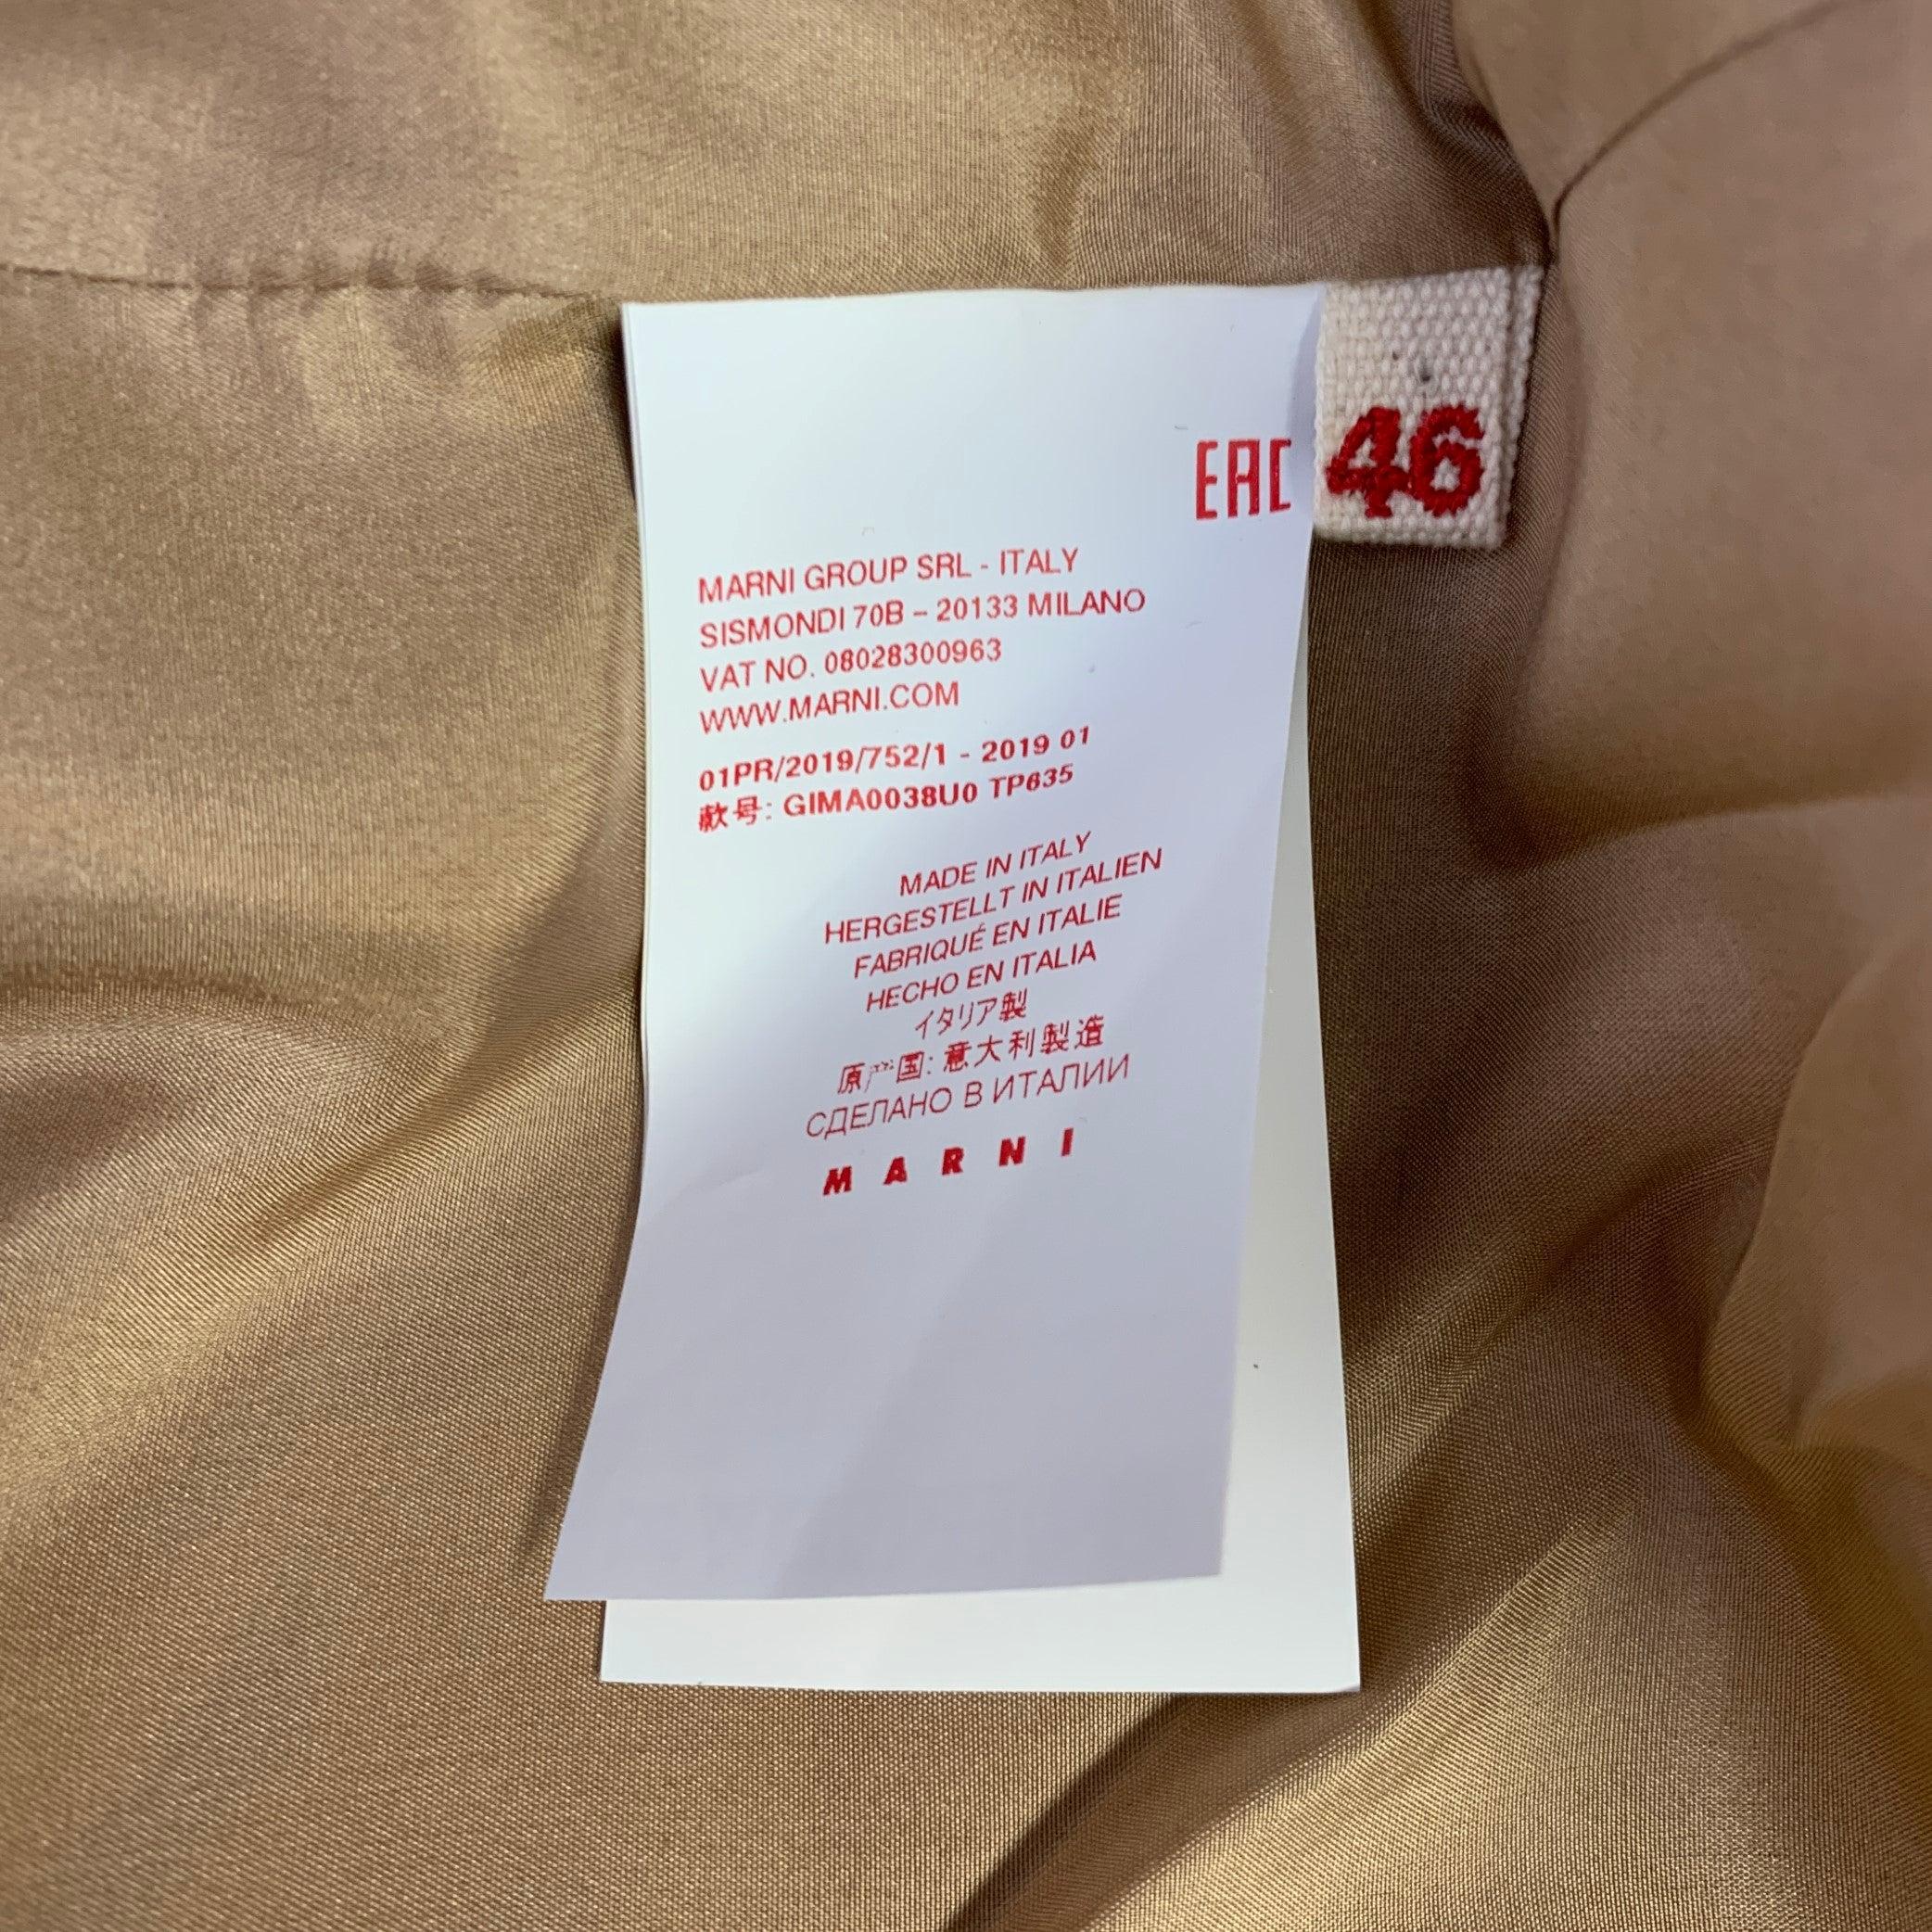 EAC
46
MARNI GROUP SRL - ITALY
SISMONDI 70B – 20133 MILANO
VAT NO. 08028300963
WWW.MARNI.COM
01PR/2019/752/1 - 2019 01
款号: GIMA0038U0 TP635
MADE IN ITALY
HERGESTELLT IN ITALIEN
FABRIQUÉ EN ITALIE
HECHO EN ITALIA
イタリア製
原产国: 意大利製造
СДЕЛАНО В ИТАЛИИ
MARNI